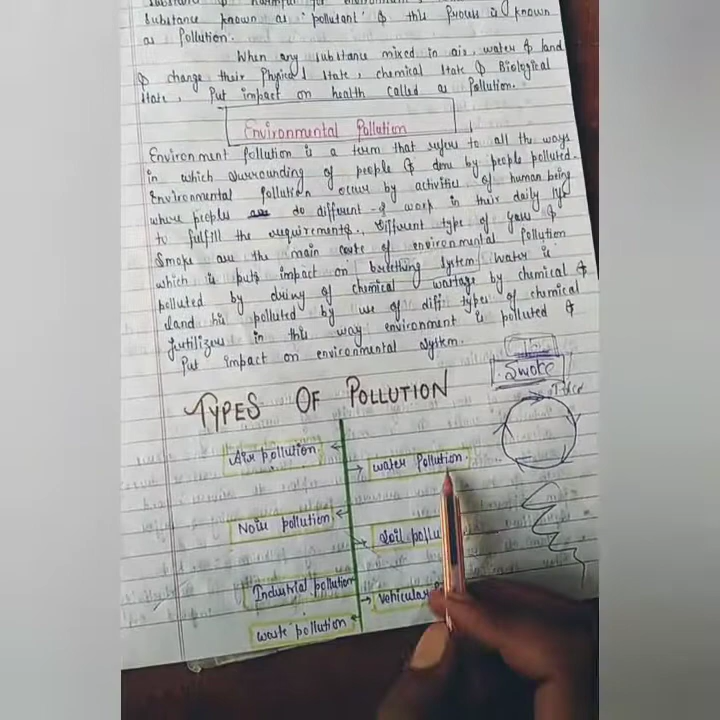 Substance known as 'pollutant' & this process is known
as Pollution.
When any substance mixed in air, water & land
& change their Physical State, chemical State & Biological
State, Put impact on health called as Pollution.
Environmental Pollution
Environment Pollution is a term that refers to all the ways
in which surrounding of people & done by people polluted.
Environmental Pollution occur by activities of human being
where peoples do different work in their daily life
to fulfill the requirements. Different type of gases &
Smoke are the main cause of environmental Pollution
which is puts impact on breathing System. Water is
polluted by of chemical wastage by chemical &
land polluted by use of diff. types of chemical
fertilizers in this way environment is polluted &
Put impact on environmental system.
Smoke
TYPES OF POLLUTION
Air pollution.
water Pollution.
Noise pollution.
Soil pollu
Industrial pollution
vehicular
waste pollution